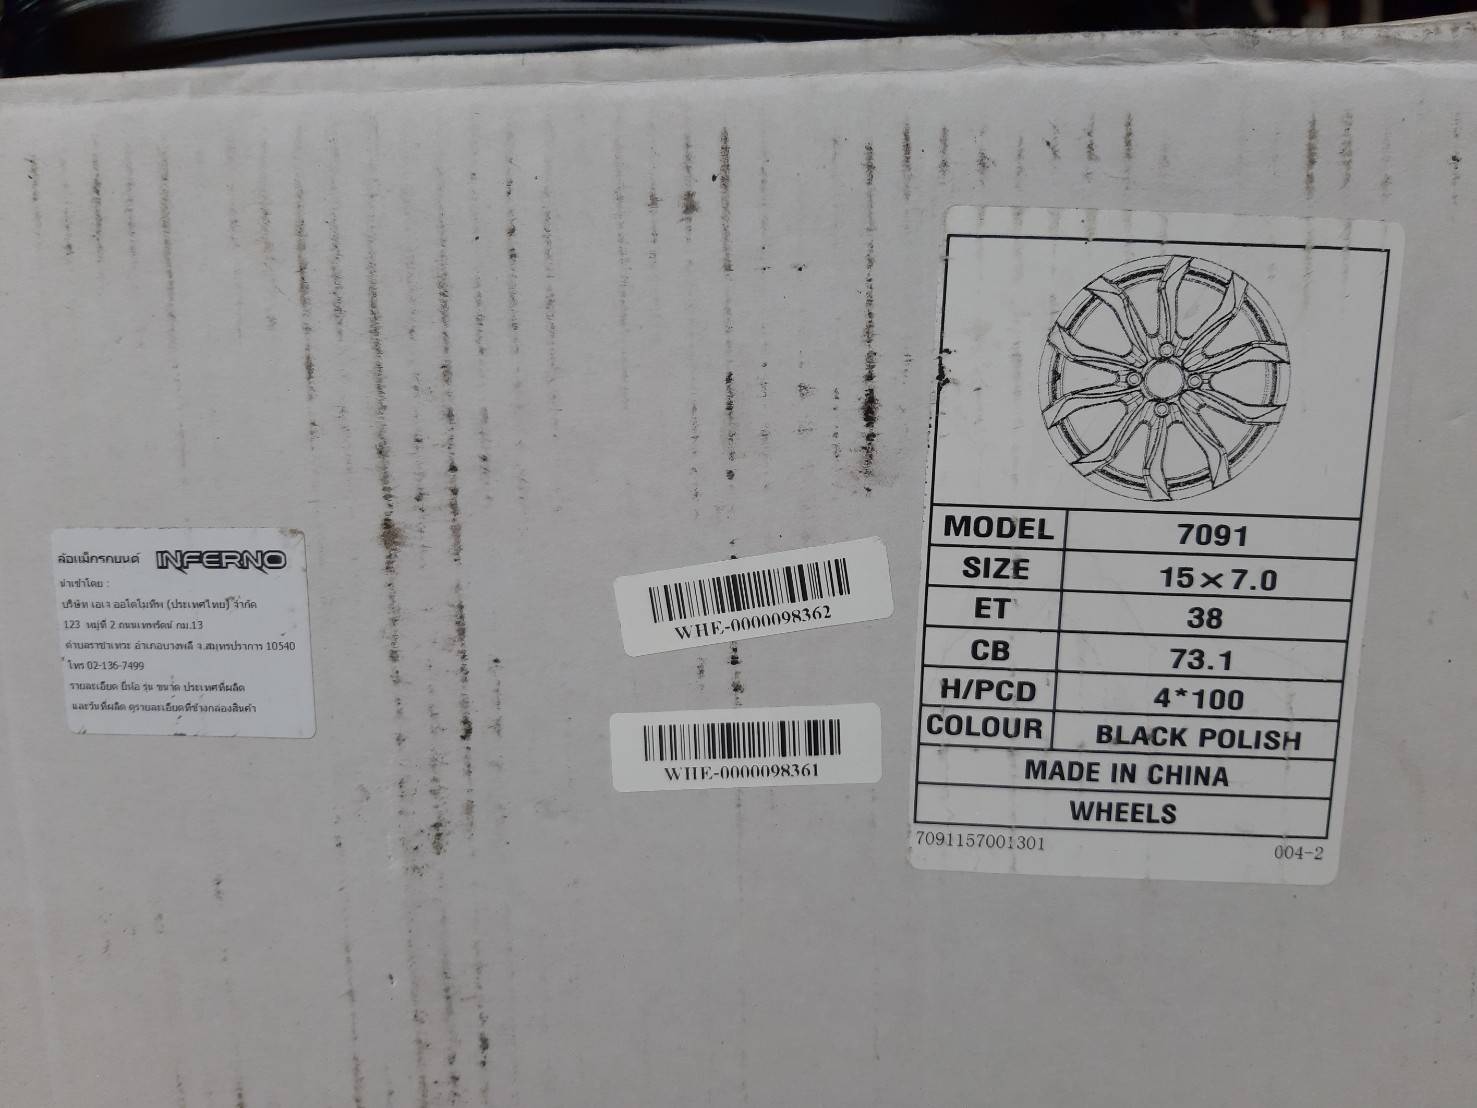 ล้อแม็กรถยนต์ INFERNO
นำเข้าโดย :
บริษัท เอเจ ออโตโมทีฟ (ประเทศไทย) จำกัด
123 หมู่ที่ 2 ถนนเทพรัตน์ กม.13
ตำบลราชาเทวะ อำเภอบางพลี จ.สมุทรปราการ 10540
โทร 02-136-7499
รายละเอียด ยี่ห้อ รุ่น ขนาด ประเทศที่ผลิต
และวันที่ผลิต ดูรายละเอียดที่ข้างกล่องสินค้า
WHE-0000098362
WHE-0000098361
MODEL 7091
SIZE 15×7.0
ET 38
CB 73.1
H/PCD 4*100
COLOUR BLACK POLISH
MADE IN CHINA
WHEELS
7091157001301 004-2